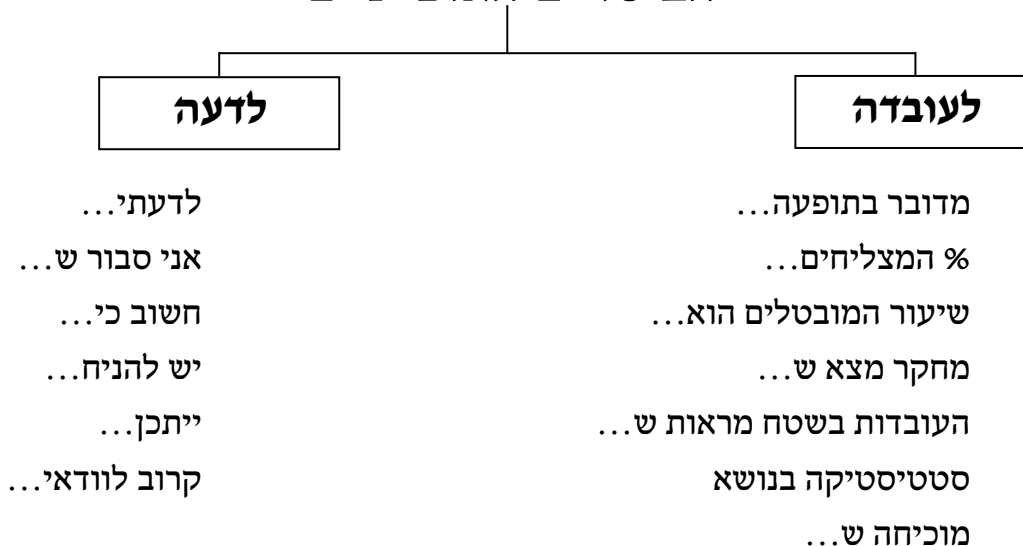 לעובדה
מדובר בתופעה...
% המצליחים...
שיעור המובטלים הוא...
מחקר מצא ש...
העובדות בשטח מראות ש...
סטטיסטיקה בנושא
מוכיחה ש...
לדעה
לדעתי...
אני סבור ש...
חשוב כי...
יש להניח...
ייתכן...
קרוב לוודאי...